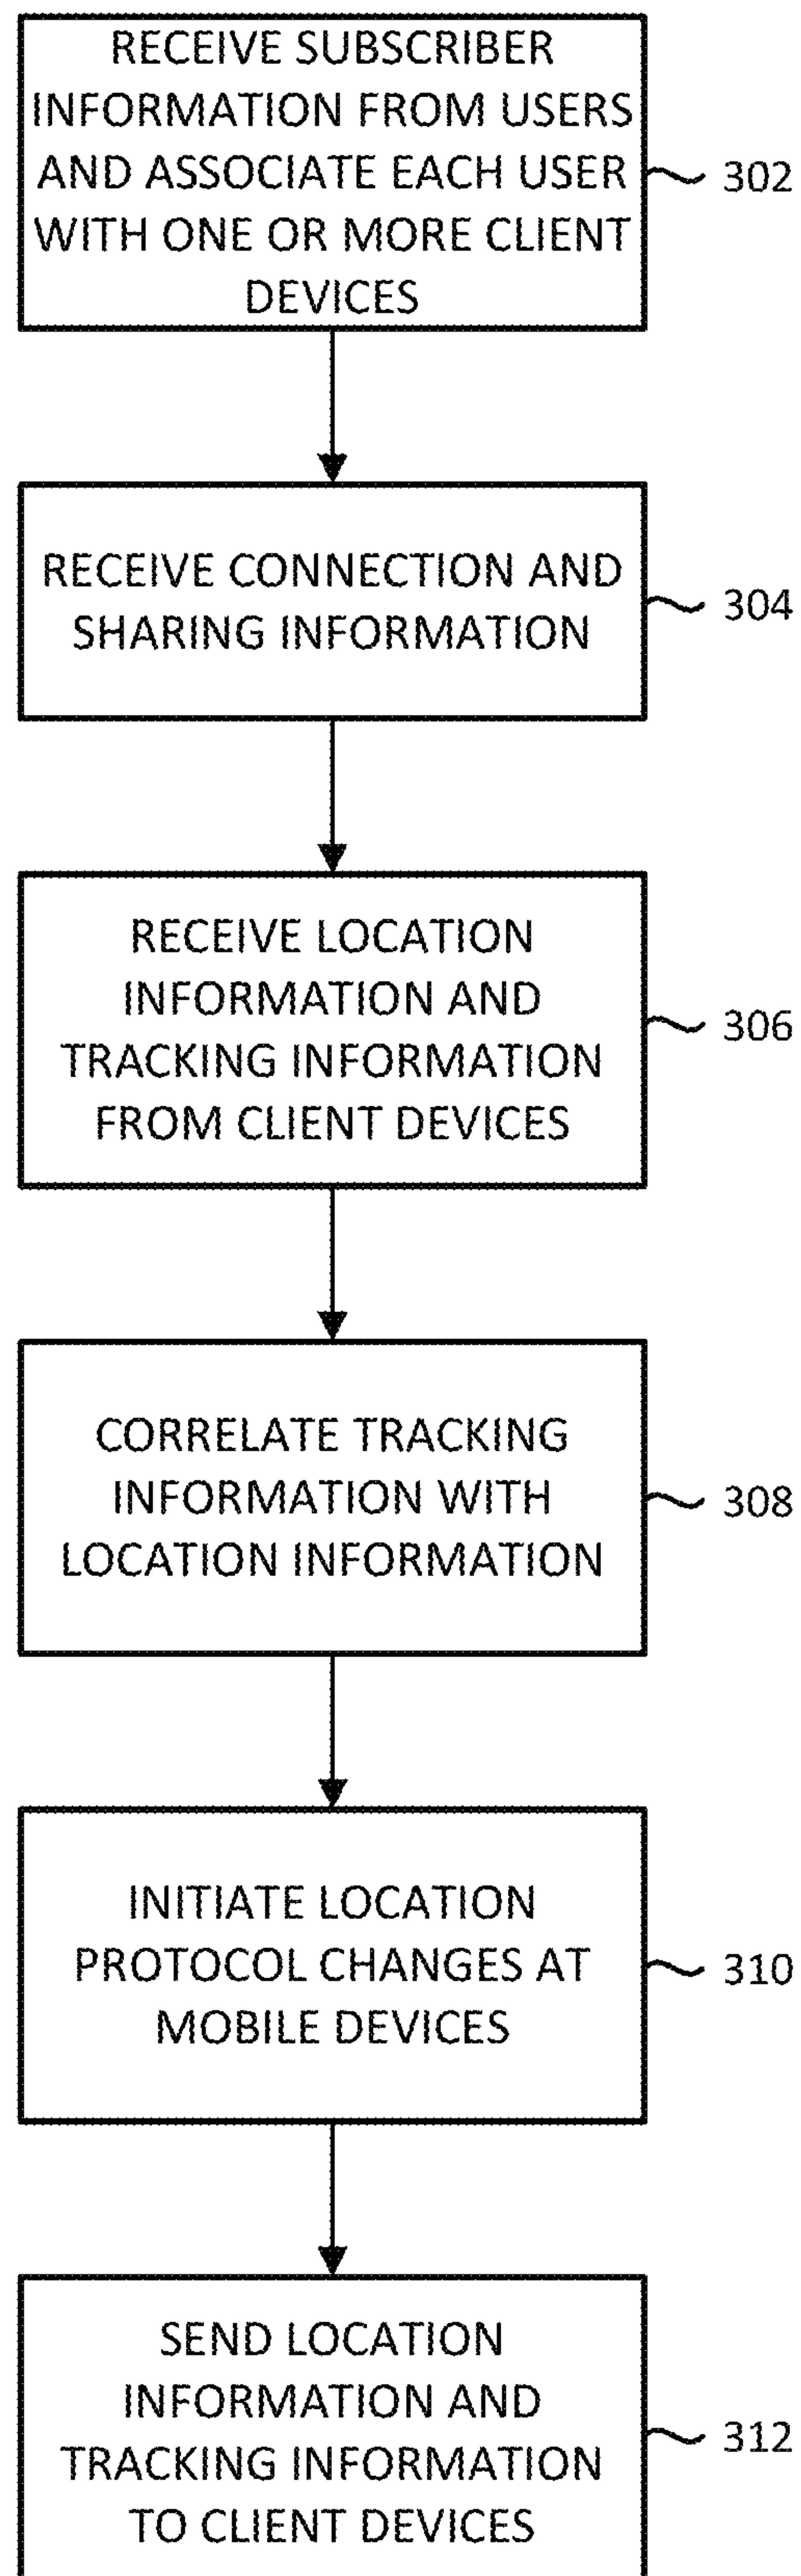 RECEIVE SUBSCRIBER
INFORMATION FROM USERS
AND ASSOCIATE EACH USER
WITH ONE OR MORE CLIENT
DEVICES
302
RECEIVE CONNECTION AND
SHARING INFORMATION
304
RECEIVE LOCATION
INFORMATION AND
TRACKING INFORMATION
FROM CLIENT DEVICES
306
CORRELATE TRACKING
INFORMATION WITH
LOCATION INFORMATION
308
INITIATE LOCATION
PROTOCOL CHANGES AT
MOBILE DEVICES
310
SEND LOCATION
INFORMATION AND
TRACKING INFORMATION
TO CLIENT DEVICES
312